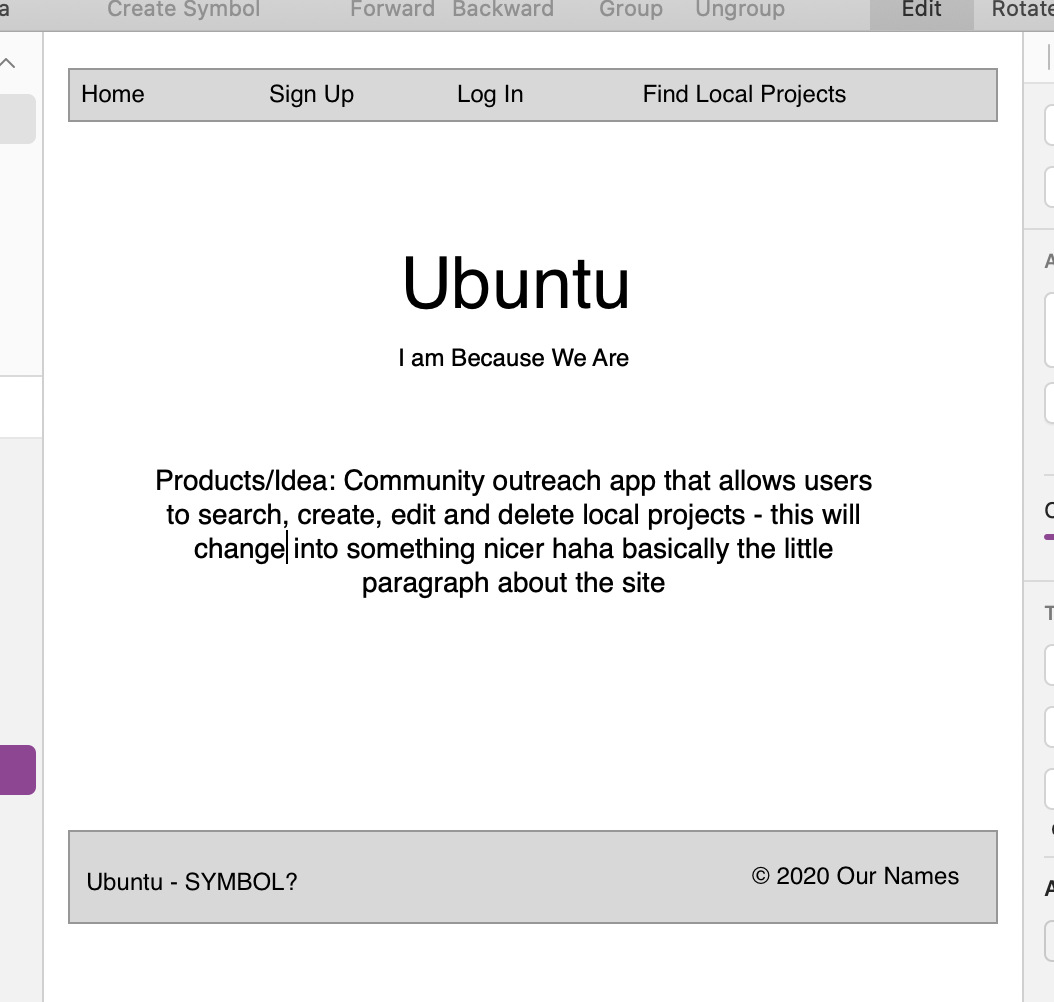 a Create Symbol Forward Backward Group Ungroup Edit Rotate
Home Sign Up Log In Find Local Projects
Ubuntu
I am Because We Are
Products/Idea: Community outreach app that allows users
to search, create, edit and delete local projects - this will
change into something nicer haha basically the little
paragraph about the site
Ubuntu - SYMBOL?
© 2020 Our Names